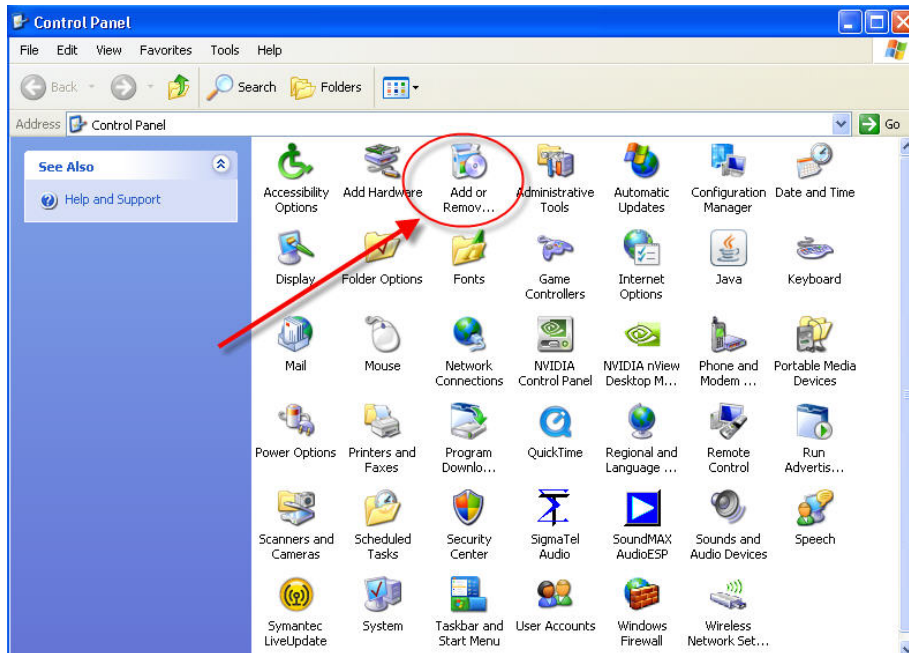 Control Panel
File Edit View Favorites Tools Help
Back Search Folders
Address Control Panel Go
See Also
Help and Support
Accessibility Options
Add Hardware
Add or Remov...
Administrative Tools
Automatic Updates
Configuration Manager
Date and Time
Display
Folder Options
Fonts
Game Controllers
Internet Options
Java
Keyboard
Mail
Mouse
Network Connections
NVIDIA Control Panel
NVIDIA nView Desktop M...
Phone and Modem ...
Portable Media Devices
Power Options
Printers and Faxes
Program Downlo...
QuickTime
Regional and Language ...
Remote Control
Run Advertis...
Scanners and Cameras
Scheduled Tasks
Security Center
SigmaTel Audio
SoundMAX AudioESP
Sounds and Audio Devices
Speech
Symantec LiveUpdate
System
Taskbar and Start Menu
User Accounts
Windows Firewall
Wireless Network Set...